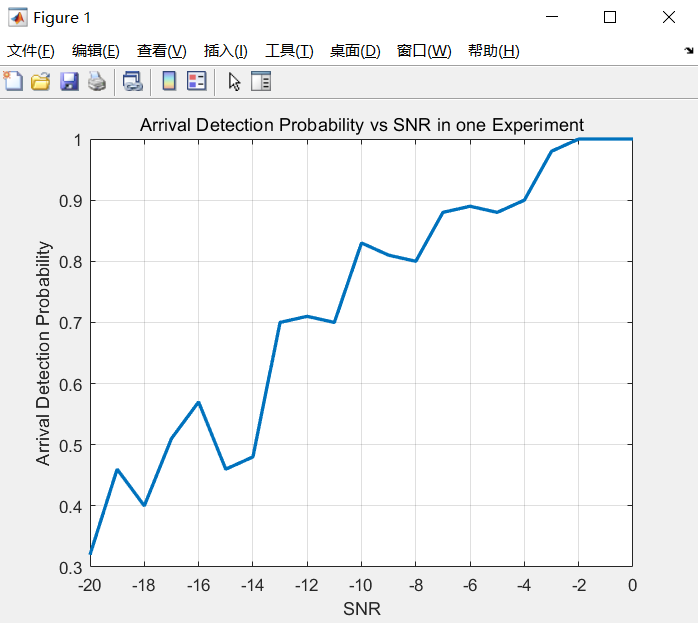 Figure 1
文件(F) 编辑(E) 查看(V) 插入(I) 工具(T) 桌面(D) 窗口(W) 帮助(H)
Arrival Detection Probability vs SNR in one Experiment
Arrival Detection Probability
1
0.9
0.8
0.7
0.6
0.5
0.4
0.3
-20 -18 -16 -14 -12 -10 -8 -6 -4 -2 0
SNR